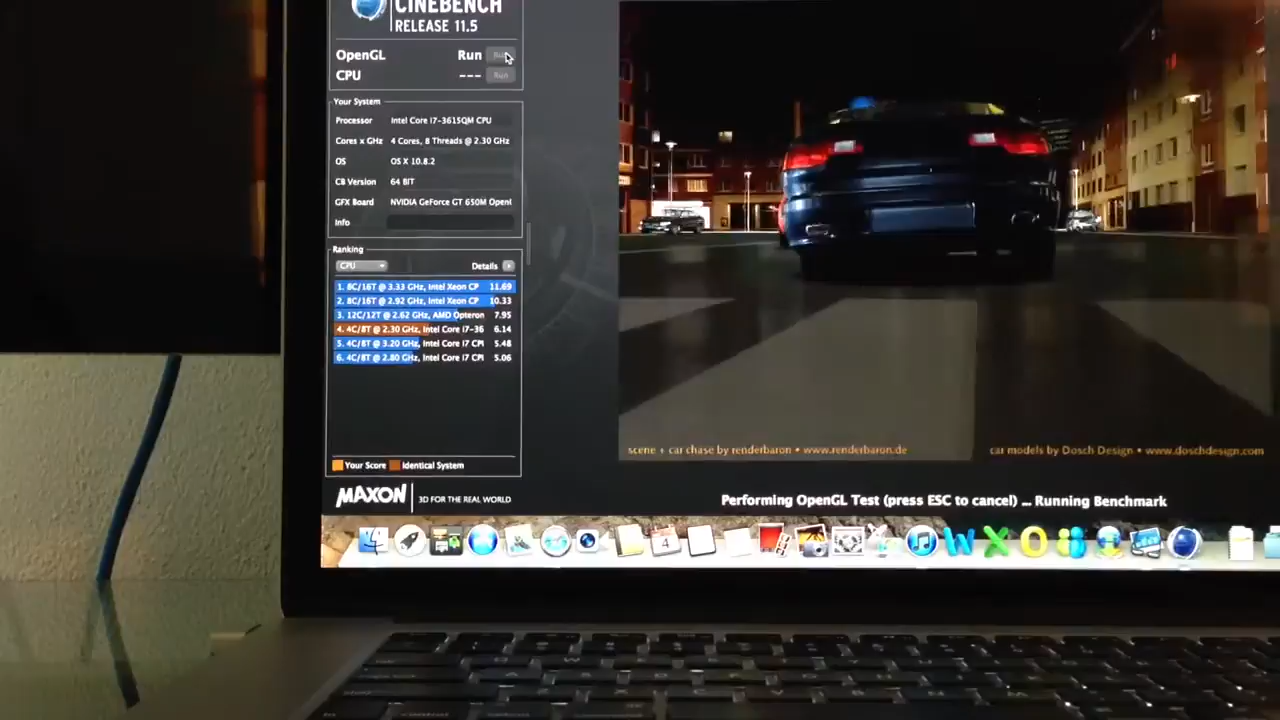 CINEBENCH
RELEASE 11.5
OpenGL Run Run
CPU --- Run
Your System
Processor Intel Core i7-3615QM CPU
Cores x GHz 4 Cores, 8 Threads @ 2.30 GHz
OS OS X 10.8.2
CB Version 64 BIT
GFX Board NVIDIA GeForce GT 650M OpenI
Info
Ranking
CPU Details
1. 8C/16T @ 3.33 GHz, Intel Xeon CP 11.69
2. 8C/16T @ 2.92 GHz, Intel Xeon CP 10.33
3. 12C/12T @ 2.62 GHz, AMD Opteron 7.95
4. 4C/8T @ 2.30 GHz, Intel Core i7-36 6.14
5. 4C/8T @ 3.20 GHz, Intel Core i7 CPI 5.48
6. 4C/8T @ 2.80 GHz, Intel Core i7 CPI 5.06
Your Score Identical System
MAXON 3D FOR THE REAL WORLD
scene + car chase by renderbaron • www.renderbaron.de
car models by Dosch Design • www.doschdesign.com
Performing OpenGL Test (press ESC to cancel) ... Running Benchmark
4
W X O